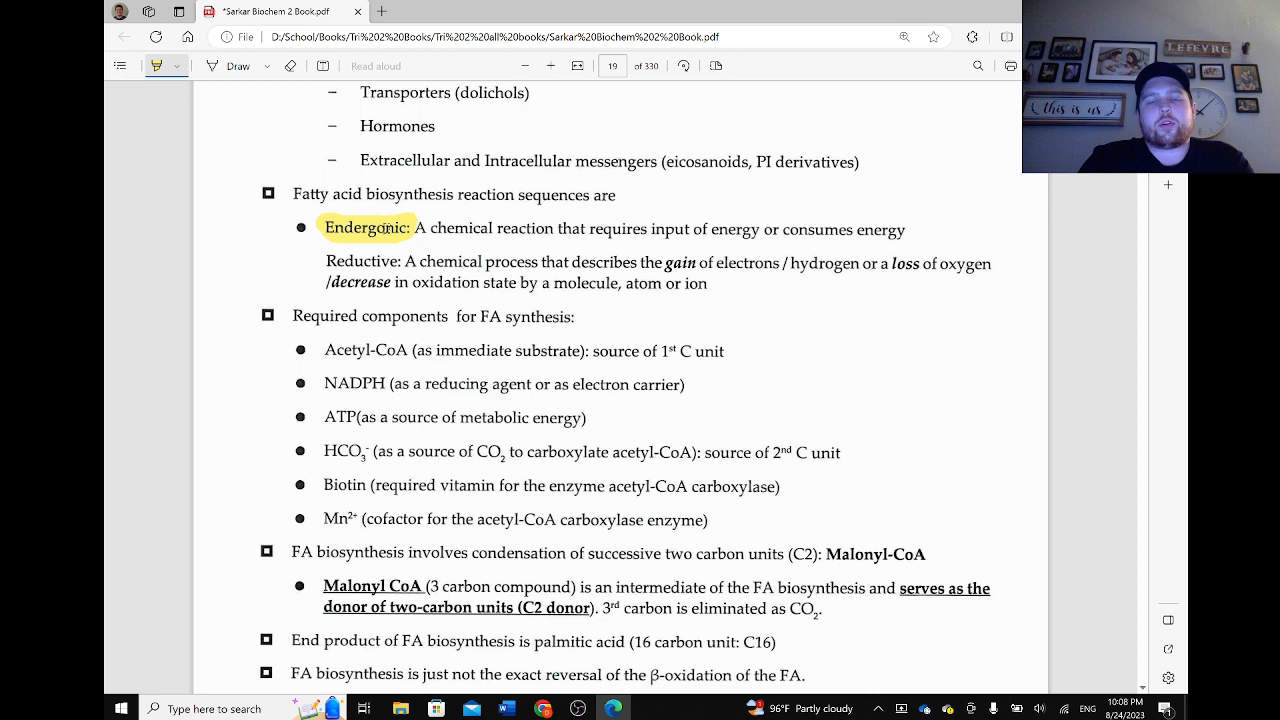 *Sarkar Biochem 2 Book.pdf
File
D:/School/Books/Tri%202%20Books/Tri%202%20all%20books/Sarkar%20Biochem%202%20Book.pdf
Draw
Read aloud
19 of 330
LEFEVRE
this is us
– Transporters (dolichols)
– Hormones
– Extracellular and Intracellular messengers (eicosanoids, PI derivatives)
Fatty acid biosynthesis reaction sequences are
Endergonic: A chemical reaction that requires input of energy or consumes energy
Reductive: A chemical process that describes the gain of electrons / hydrogen or a loss of oxygen
/decrease in oxidation state by a molecule, atom or ion
Required components for FA synthesis:
Acetyl-CoA (as immediate substrate): source of 1st C unit
NADPH (as a reducing agent or as electron carrier)
ATP(as a source of metabolic energy)
HCO3- (as a source of CO2 to carboxylate acetyl-CoA): source of 2nd C unit
Biotin (required vitamin for the enzyme acetyl-CoA carboxylase)
Mn2+ (cofactor for the acetyl-CoA carboxylase enzyme)
FA biosynthesis involves condensation of successive two carbon units (C2): Malonyl-CoA
Malonyl CoA (3 carbon compound) is an intermediate of the FA biosynthesis and serves as the
donor of two-carbon units (C2 donor). 3rd carbon is eliminated as CO2.
End product of FA biosynthesis is palmitic acid (16 carbon unit: C16)
FA biosynthesis is just not the exact reversal of the β-oxidation of the FA.
Type here to search
96°F Partly cloudy
10:08 PM
8/24/2023